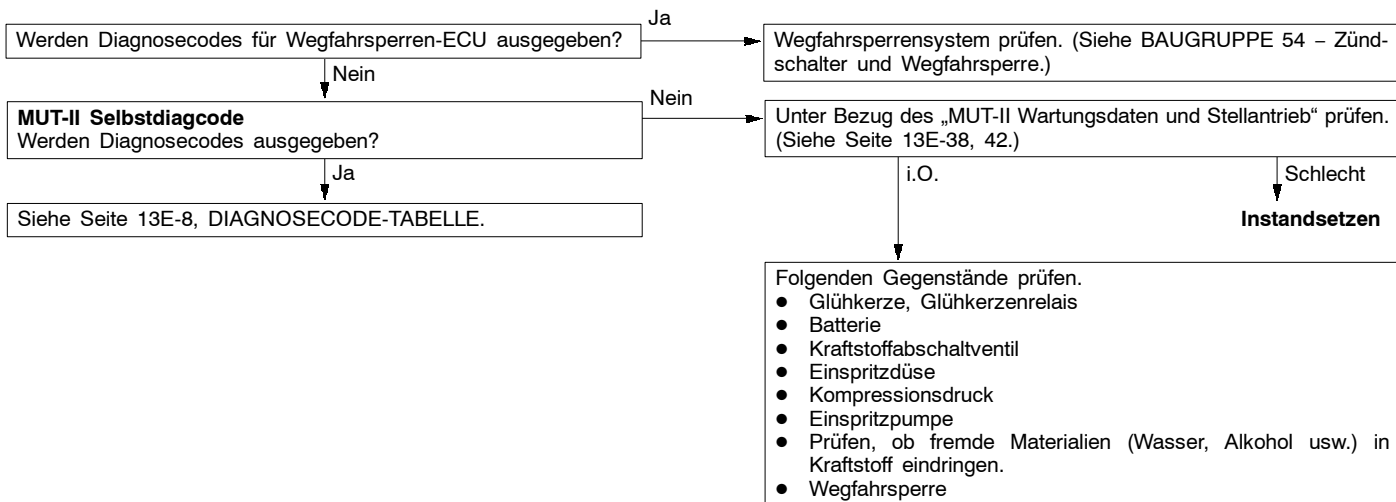 Ja
Werden Diagnosecodes für Wegfahrsperren-ECU ausgegeben?
Wegfahrsperrensystem prüfen. (Siehe BAUGRUPPE 54 – Zünd-
schalter und Wegfahrsperre.)
Nein
Nein
MUT-II Selbstdiagcode
Werden Diagnosecodes ausgegeben?
Unter Bezug des „MUT-II Wartungsdaten und Stellantrieb“ prüfen.
(Siehe Seite 13E-38, 42.)
Ja
i.O.
Schlecht
Siehe Seite 13E-8, DIAGNOSECODE-TABELLE.
Instandsetzen
Folgenden Gegenstände prüfen.
● Glühkerze, Glühkerzenrelais
● Batterie
● Kraftstoffabschaltventil
● Einspritzdüse
● Kompressionsdruck
● Einspritzpumpe
● Prüfen, ob fremde Materialien (Wasser, Alkohol usw.) in
Kraftstoff eindringen.
● Wegfahrsperre